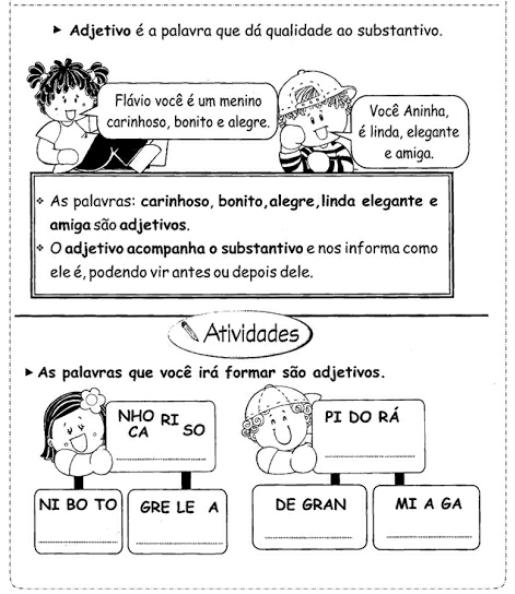 ▸ Adjetivo é a palavra que dá qualidade ao substantivo.
Flávio você é um menino
carinhoso, bonito e alegre.
Você Aninha,
é linda, elegante
e amiga.
❖ As palavras: carinhoso, bonito,alegre,linda elegante e
amiga são adjetivos.
❖ O adjetivo acompanha o substantivo e nos informa como
ele é, podendo vir antes ou depois dele.
Atividades
▸ As palavras que você irá formar são adjetivos.
NHO RI
CA SO
PI DO RÁ
NI BO TO
GRE LE A
DE GRAN
MI A GA